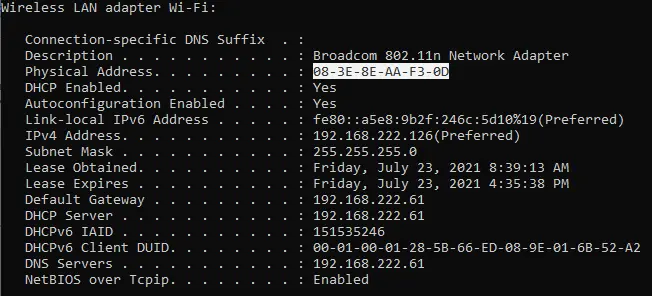 Wireless LAN adapter Wi-Fi:
Connection-specific DNS Suffix . :
Description . . . . . . . . . . . : Broadcom 802.11n Network Adapter
Physical Address. . . . . . . . . : 08-3E-8E-AA-F3-0D
DHCP Enabled. . . . . . . . . . . : Yes
Autoconfiguration Enabled . . . . : Yes
Link-local IPv6 Address . . . . . : fe80::a5e8:9b2f:246c:5d10%19(Preferred)
IPv4 Address. . . . . . . . . . . : 192.168.222.126(Preferred)
Subnet Mask . . . . . . . . . . . : 255.255.255.0
Lease Obtained. . . . . . . . . . : Friday, July 23, 2021 8:39:13 AM
Lease Expires . . . . . . . . . . : Friday, July 23, 2021 4:35:38 PM
Default Gateway . . . . . . . . . : 192.168.222.61
DHCP Server . . . . . . . . . . . : 192.168.222.61
DHCPv6 IAID . . . . . . . . . . . : 151535246
DHCPv6 Client DUID. . . . . . . . : 00-01-00-01-28-5B-66-ED-08-9E-01-6B-52-A2
DNS Servers . . . . . . . . . . . : 192.168.222.61
NetBIOS over Tcpip. . . . . . . . : Enabled